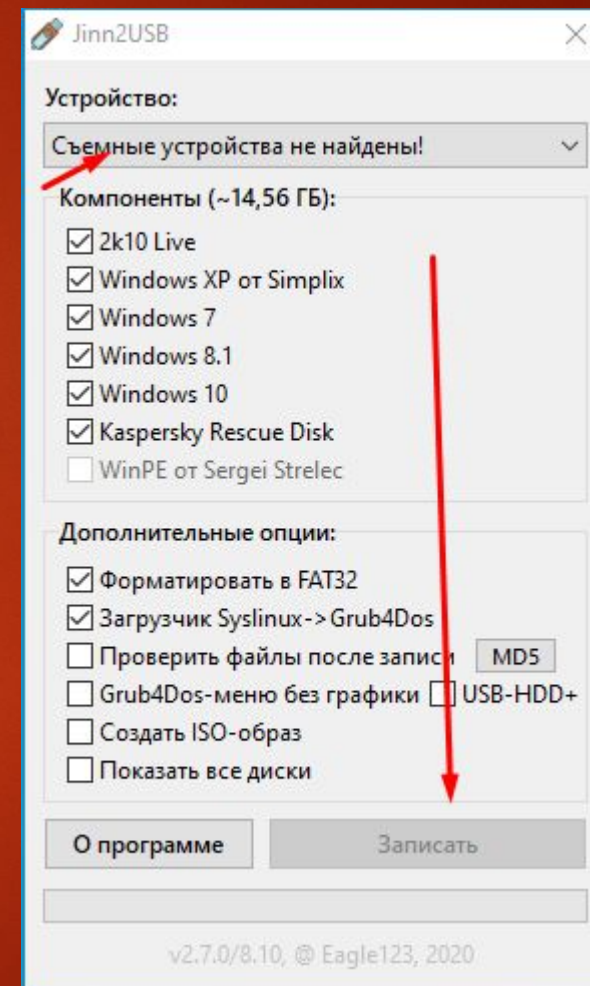 Jinn2USB
Устройство:
Съемные устройства не найдены!
Компоненты (~14,56 ГБ):
2k10 Live
Windows XP от Simplix
Windows 7
Windows 8.1
Windows 10
Kaspersky Rescue Disk
WinPE от Sergei Strelec
Дополнительные опции:
Форматировать в FAT32
Загрузчик Syslinux->Grub4Dos
Проверить файлы после записи MD5
Grub4Dos-меню без графики USB-HDD+
Создать ISO-образ
Показать все диски
О программе Записать
v2.7.0/8.10, @ Eagle123, 2020